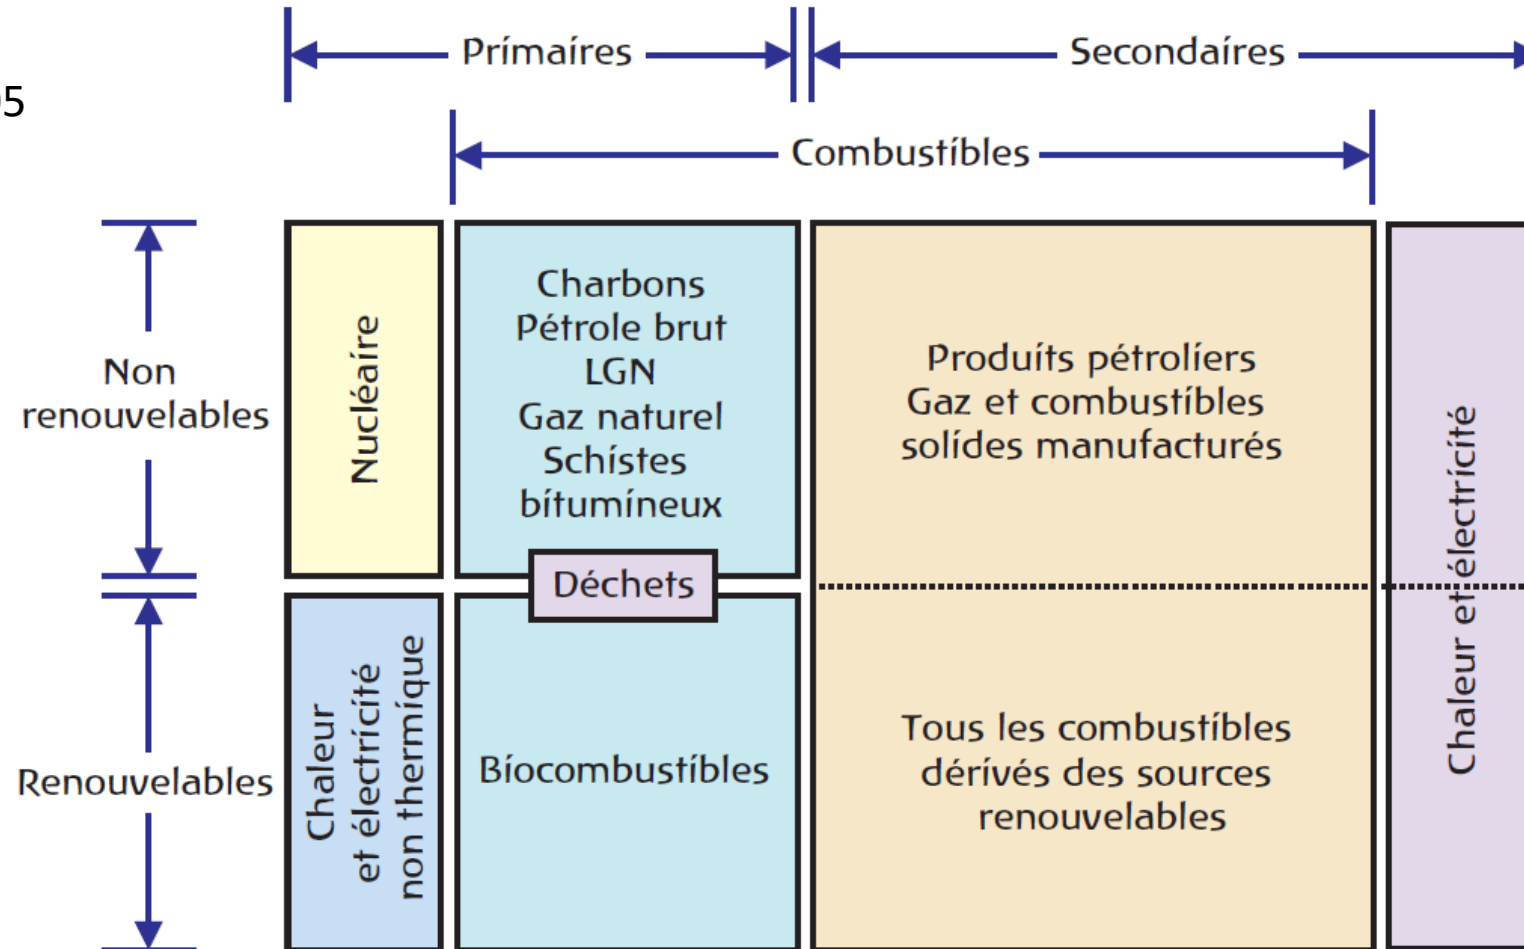 Primaires
Secondaires
05
Combustibles
Non
renouvelables
Nucléaire
Charbons
Pétrole brut
LGN
Gaz naturel
Schistes
bitumineux
Produits pétroliers
Gaz et combustibles
solides manufacturés
Chaleur et électricité
Déchets
Renouvelables
Chaleur
et électricité
non thermique
Biocombustibles
Tous les combustibles
dérivés des sources
renouvelables